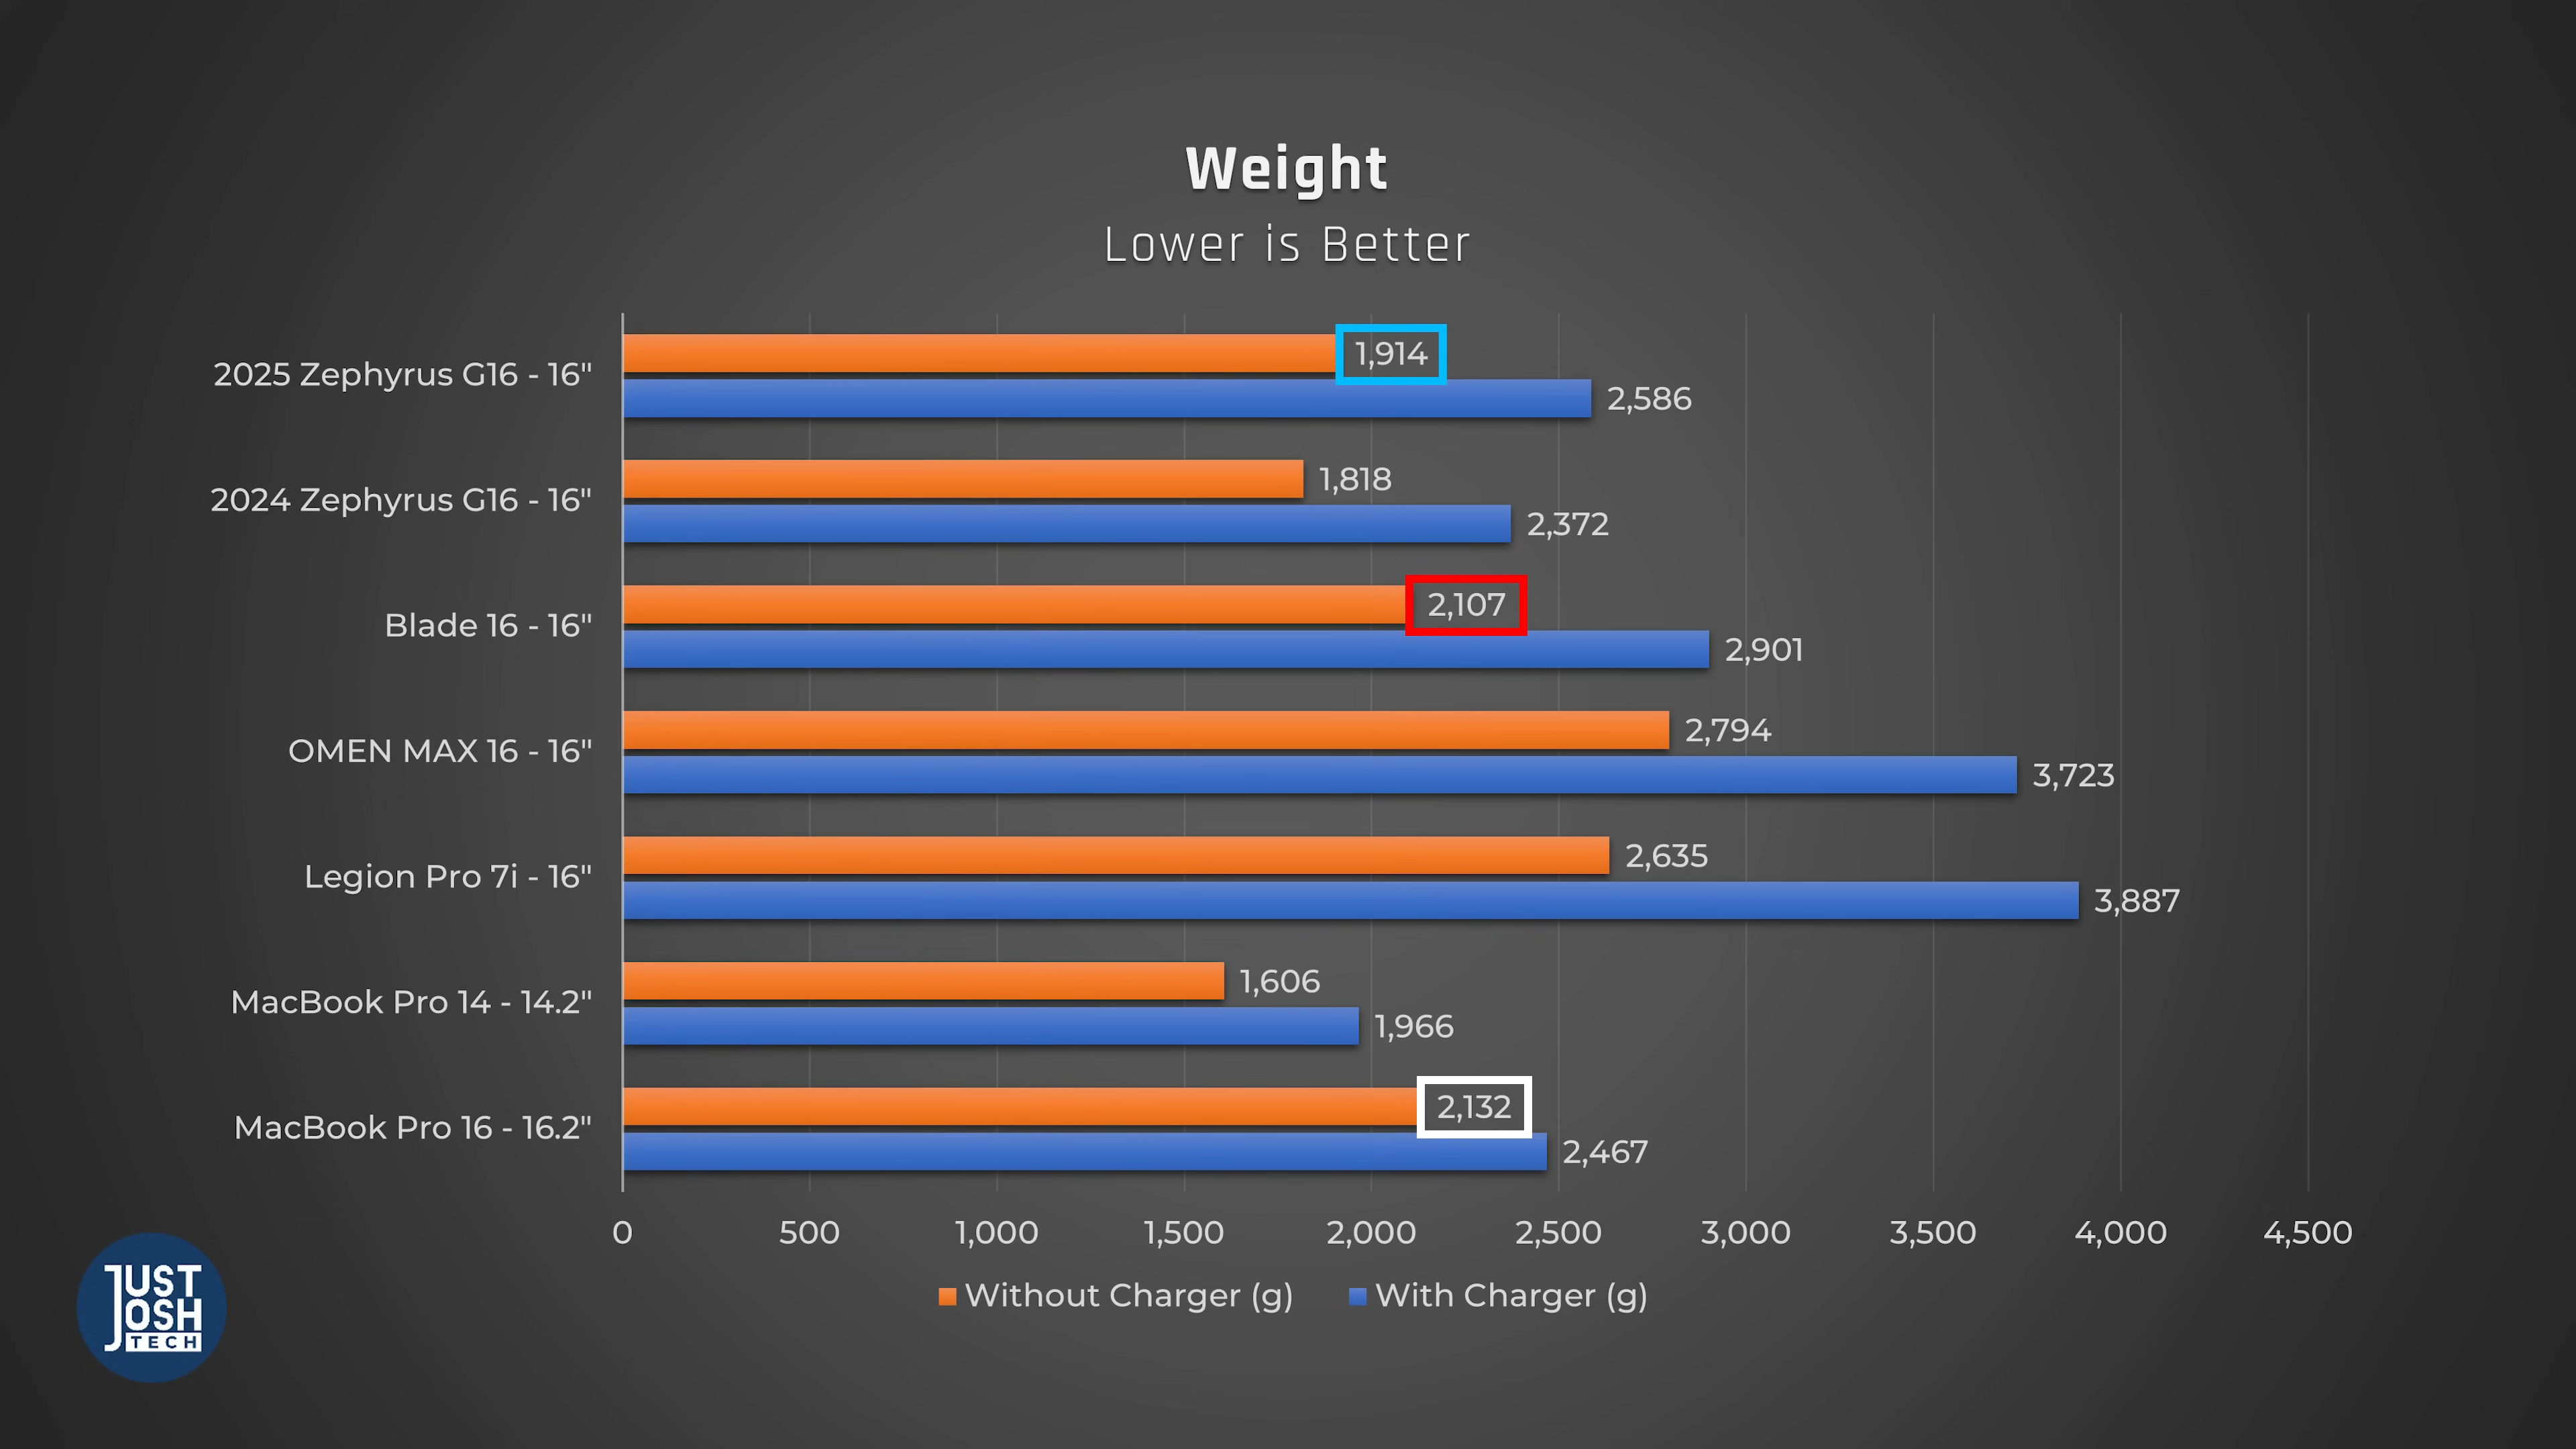 Weight
Lower is Better
2025 Zephyrus G16 - 16"
1,914
2,586
2024 Zephyrus G16 - 16"
1,818
2,372
Blade 16 - 16"
2,107
2,901
OMEN MAX 16 - 16"
2,794
3,723
Legion Pro 7i - 16"
2,635
3,887
MacBook Pro 14 - 14.2"
1,606
1,966
MacBook Pro 16 - 16.2"
2,132
2,467
0 500 1,000 1,500 2,000 2,500 3,000 3,500 4,000 4,500
Without Charger (g) With Charger (g)
JUST
JOSH
TECH